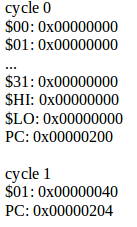 cycle 0
$00: 0x00000000
$01: 0x00000000
...
$31: 0x00000000
$HI: 0x00000000
$LO: 0x00000000
PC: 0x00000200

cycle 1
$01: 0x00000040
PC: 0x00000204